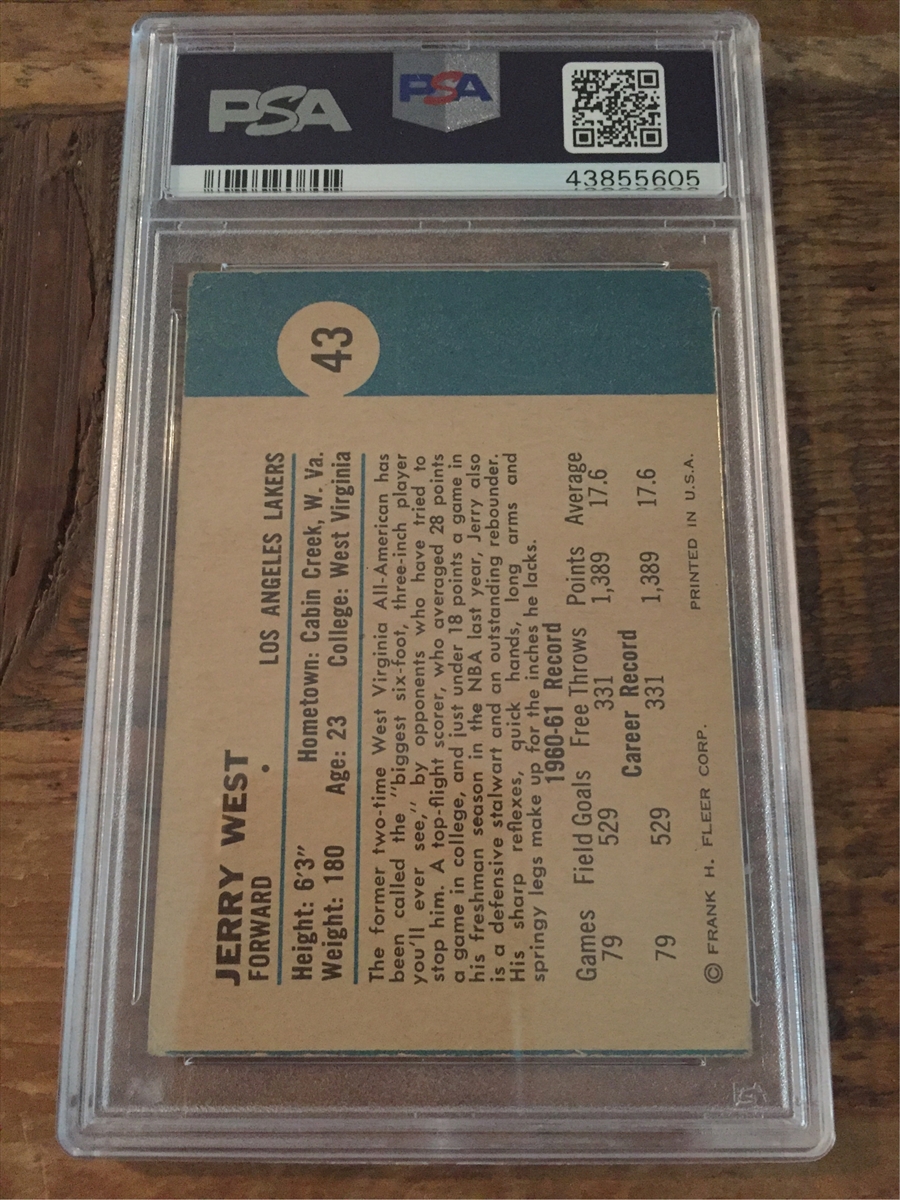 PSA
PSA
43855605
43
JERRY WEST
FORWARD • LOS ANGELES LAKERS
Height: 6'3" Hometown: Cabin Creek, W. Va.
Weight: 180 Age: 23 College: West Virginia
The former two-time West Virginia All-American has
been called the "biggest six-foot, three-inch player
you'll ever see," by opponents who have tried to
stop him. A top-flight scorer, who averaged 28 points
a game in college, and just under 18 points a game in
his freshman season in the NBA last year, Jerry also
is a defensive stalwart and an outstanding rebounder.
His sharp reflexes, quick hands, long arms and
springy legs make up for the inches he lacks.
1960-61 Record
Games Field Goals Free Throws Points Average
79 529 331 1,389 17.6
Career Record
79 529 331 1,389 17.6
© FRANK H. FLEER CORP. PRINTED IN U.S.A.